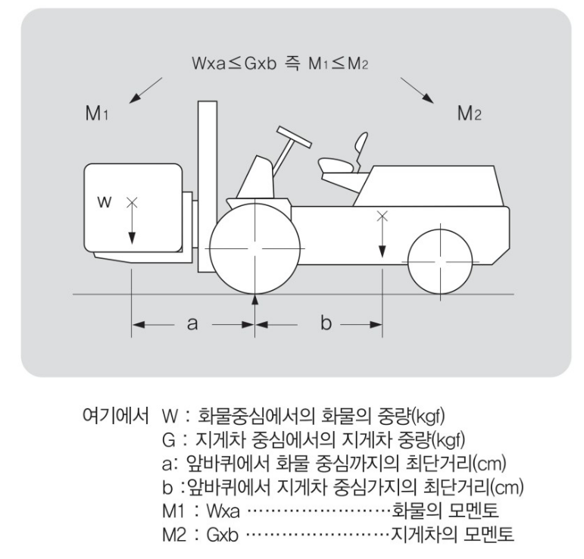 Wxa≤Gxb 즉 M₁≤M₂
M₁
M₂
W
a
b
여기에서 W : 화물중심에서의 화물의 중량(kgf)
G : 지게차 중심에서의 지게차 중량(kgf)
a: 앞바퀴에서 화물 중심까지의 최단거리(cm)
b :앞바퀴에서 지게차 중심가지의 최단거리(cm)
M1 : Wxa ························화물의 모멘토
M2 : Gxb ························지게차의 모멘토